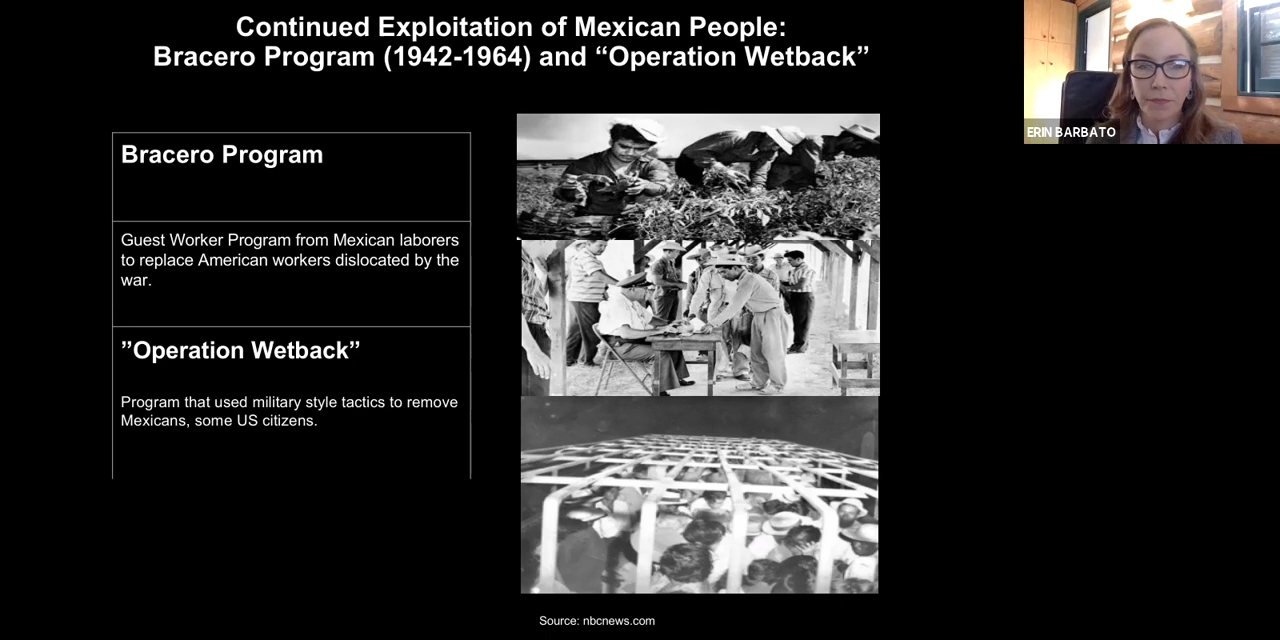 Continued Exploitation of Mexican People:
Bracero Program (1942-1964) and “Operation Wetback”
ERIN BARBATO
Bracero Program
Guest Worker Program from Mexican laborers
to replace American workers dislocated by the
war.
”Operation Wetback”
Program that used military style tactics to remove
Mexicans, some US citizens.
Source: nbcnews.com